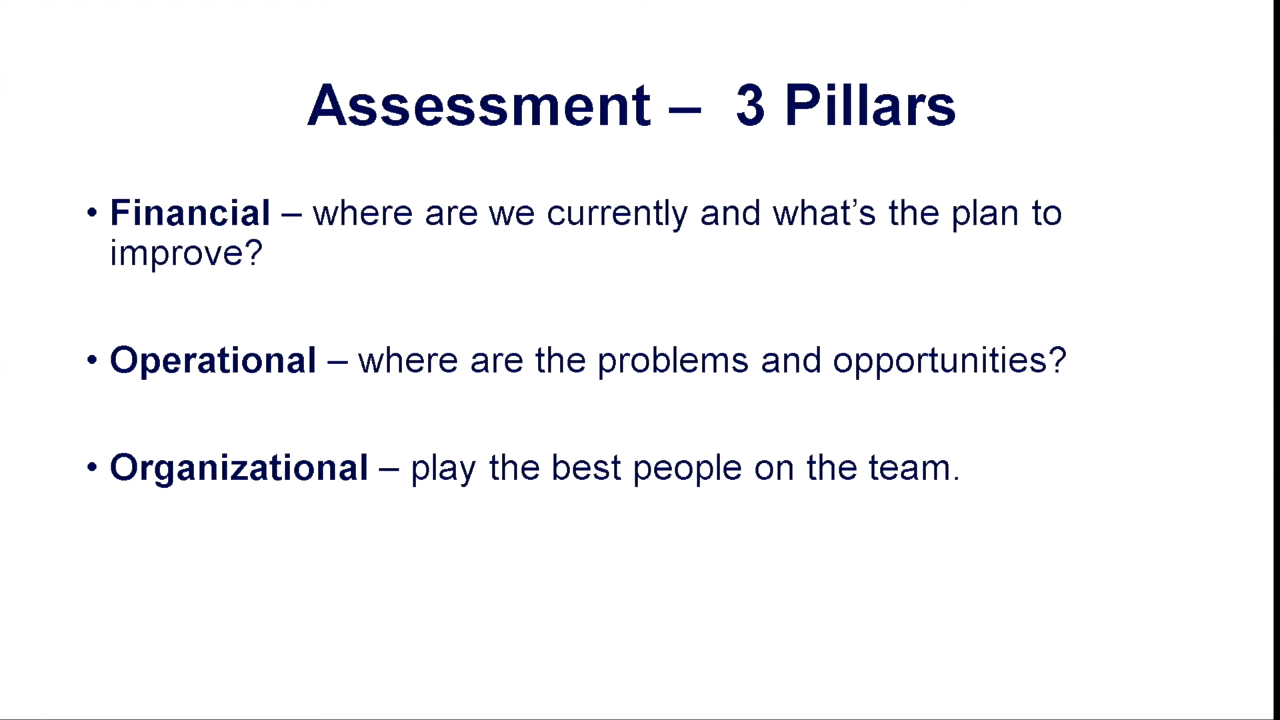 Assessment –  3 Pillars
• Financial – where are we currently and what’s the plan to
improve?
• Operational – where are the problems and opportunities?
• Organizational – play the best people on the team.